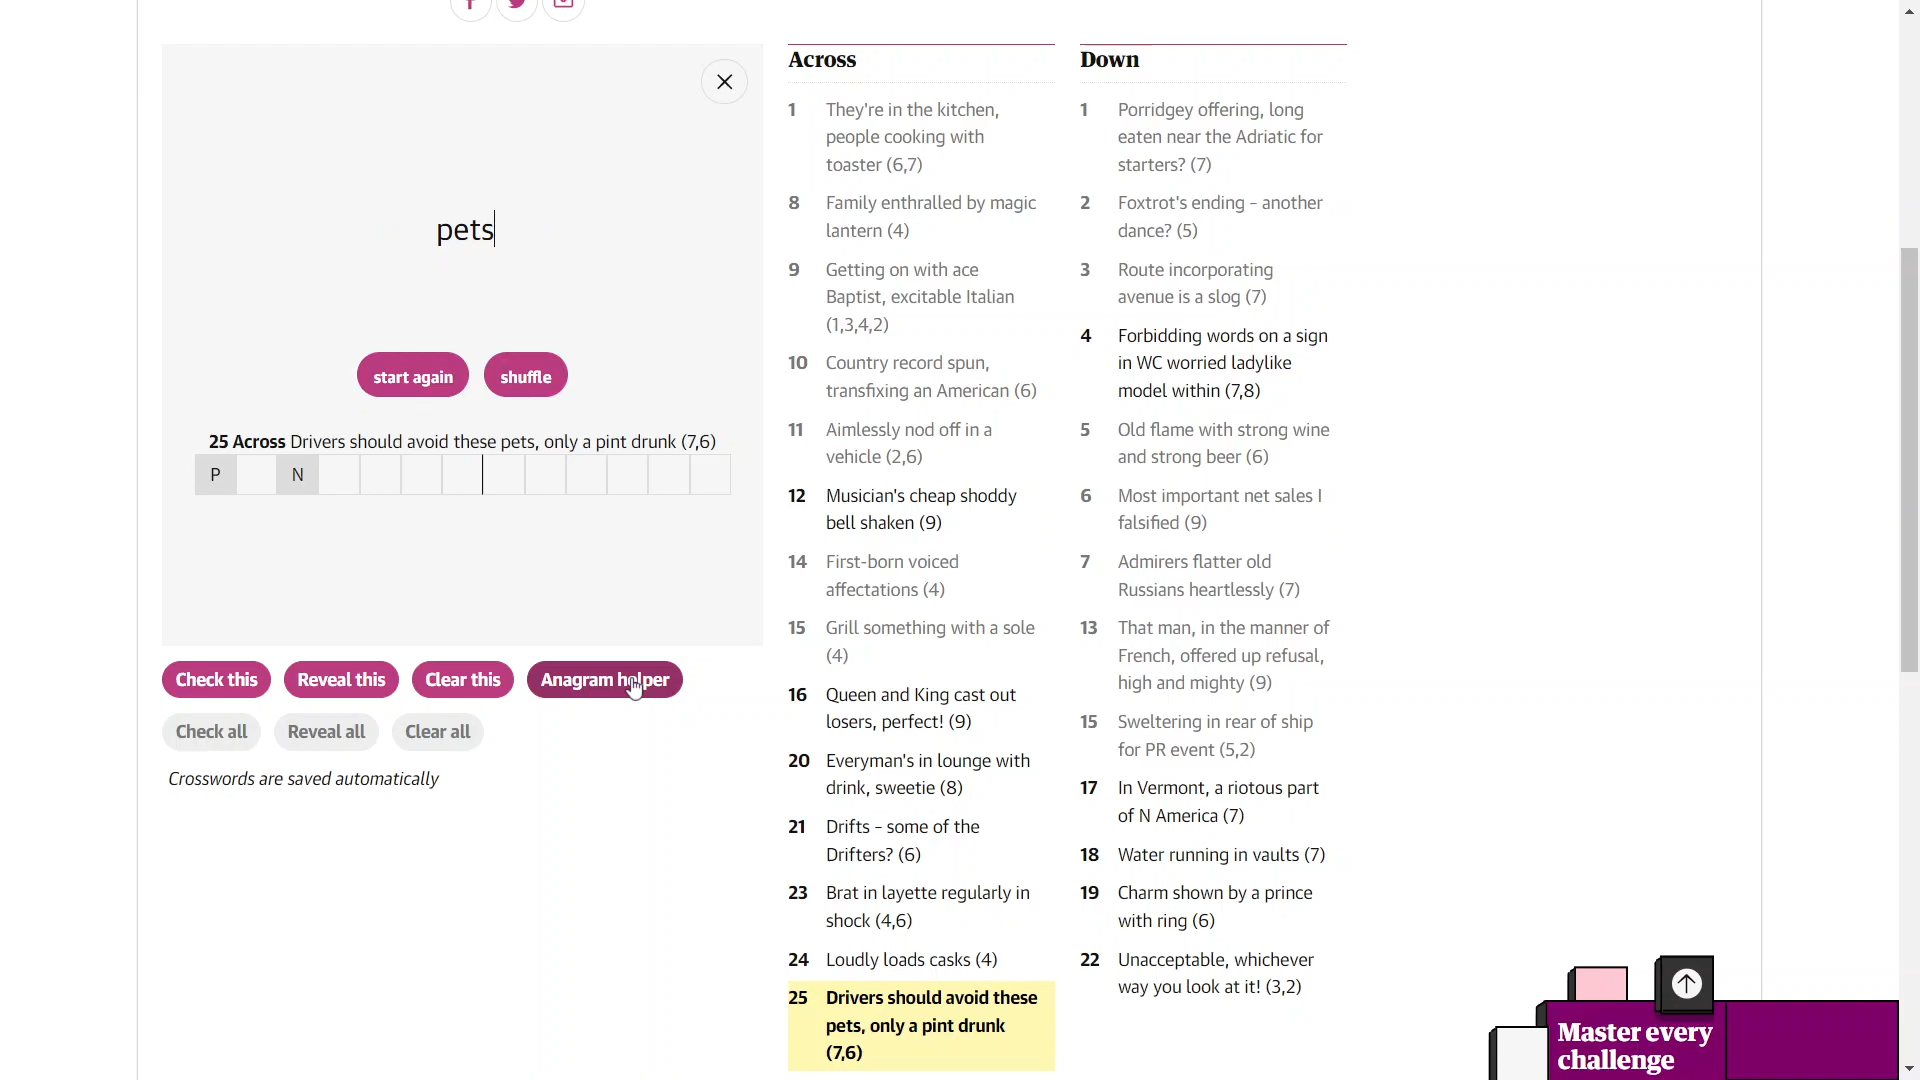 pets
start again
shuffle
25 Across Drivers should avoid these pets, only a pint drunk (7,6)
P
N
Check this
Reveal this
Clear this
Anagram helper
Check all
Reveal all
Clear all
Crosswords are saved automatically
Across
1 They're in the kitchen,
people cooking with
toaster (6,7)
8 Family enthralled by magic
lantern (4)
9 Getting on with ace
Baptist, excitable Italian
(1,3,4,2)
10 Country record spun,
transfixing an American (6)
11 Aimlessly nod off in a
vehicle (2,6)
12 Musician's cheap shoddy
bell shaken (9)
14 First-born voiced
affectations (4)
15 Grill something with a sole
(4)
16 Queen and King cast out
losers, perfect! (9)
20 Everyman's in lounge with
drink, sweetie (8)
21 Drifts – some of the
Drifters? (6)
23 Brat in layette regularly in
shock (4,6)
24 Loudly loads casks (4)
25 Drivers should avoid these
pets, only a pint drunk
(7,6)
Down
1 Porridgey offering, long
eaten near the Adriatic for
starters? (7)
2 Foxtrot's ending – another
dance? (5)
3 Route incorporating
avenue is a slog (7)
4 Forbidding words on a sign
in WC worried ladylike
model within (7,8)
5 Old flame with strong wine
and strong beer (6)
6 Most important net sales I
falsified (9)
7 Admirers flatter old
Russians heartlessly (7)
13 That man, in the manner of
French, offered up refusal,
high and mighty (9)
15 Sweltering in rear of ship
for PR event (5,2)
17 In Vermont, a riotous part
of N America (7)
18 Water running in vaults (7)
19 Charm shown by a prince
with ring (6)
22 Unacceptable, whichever
way you look at it! (3,2)
Master every
challenge